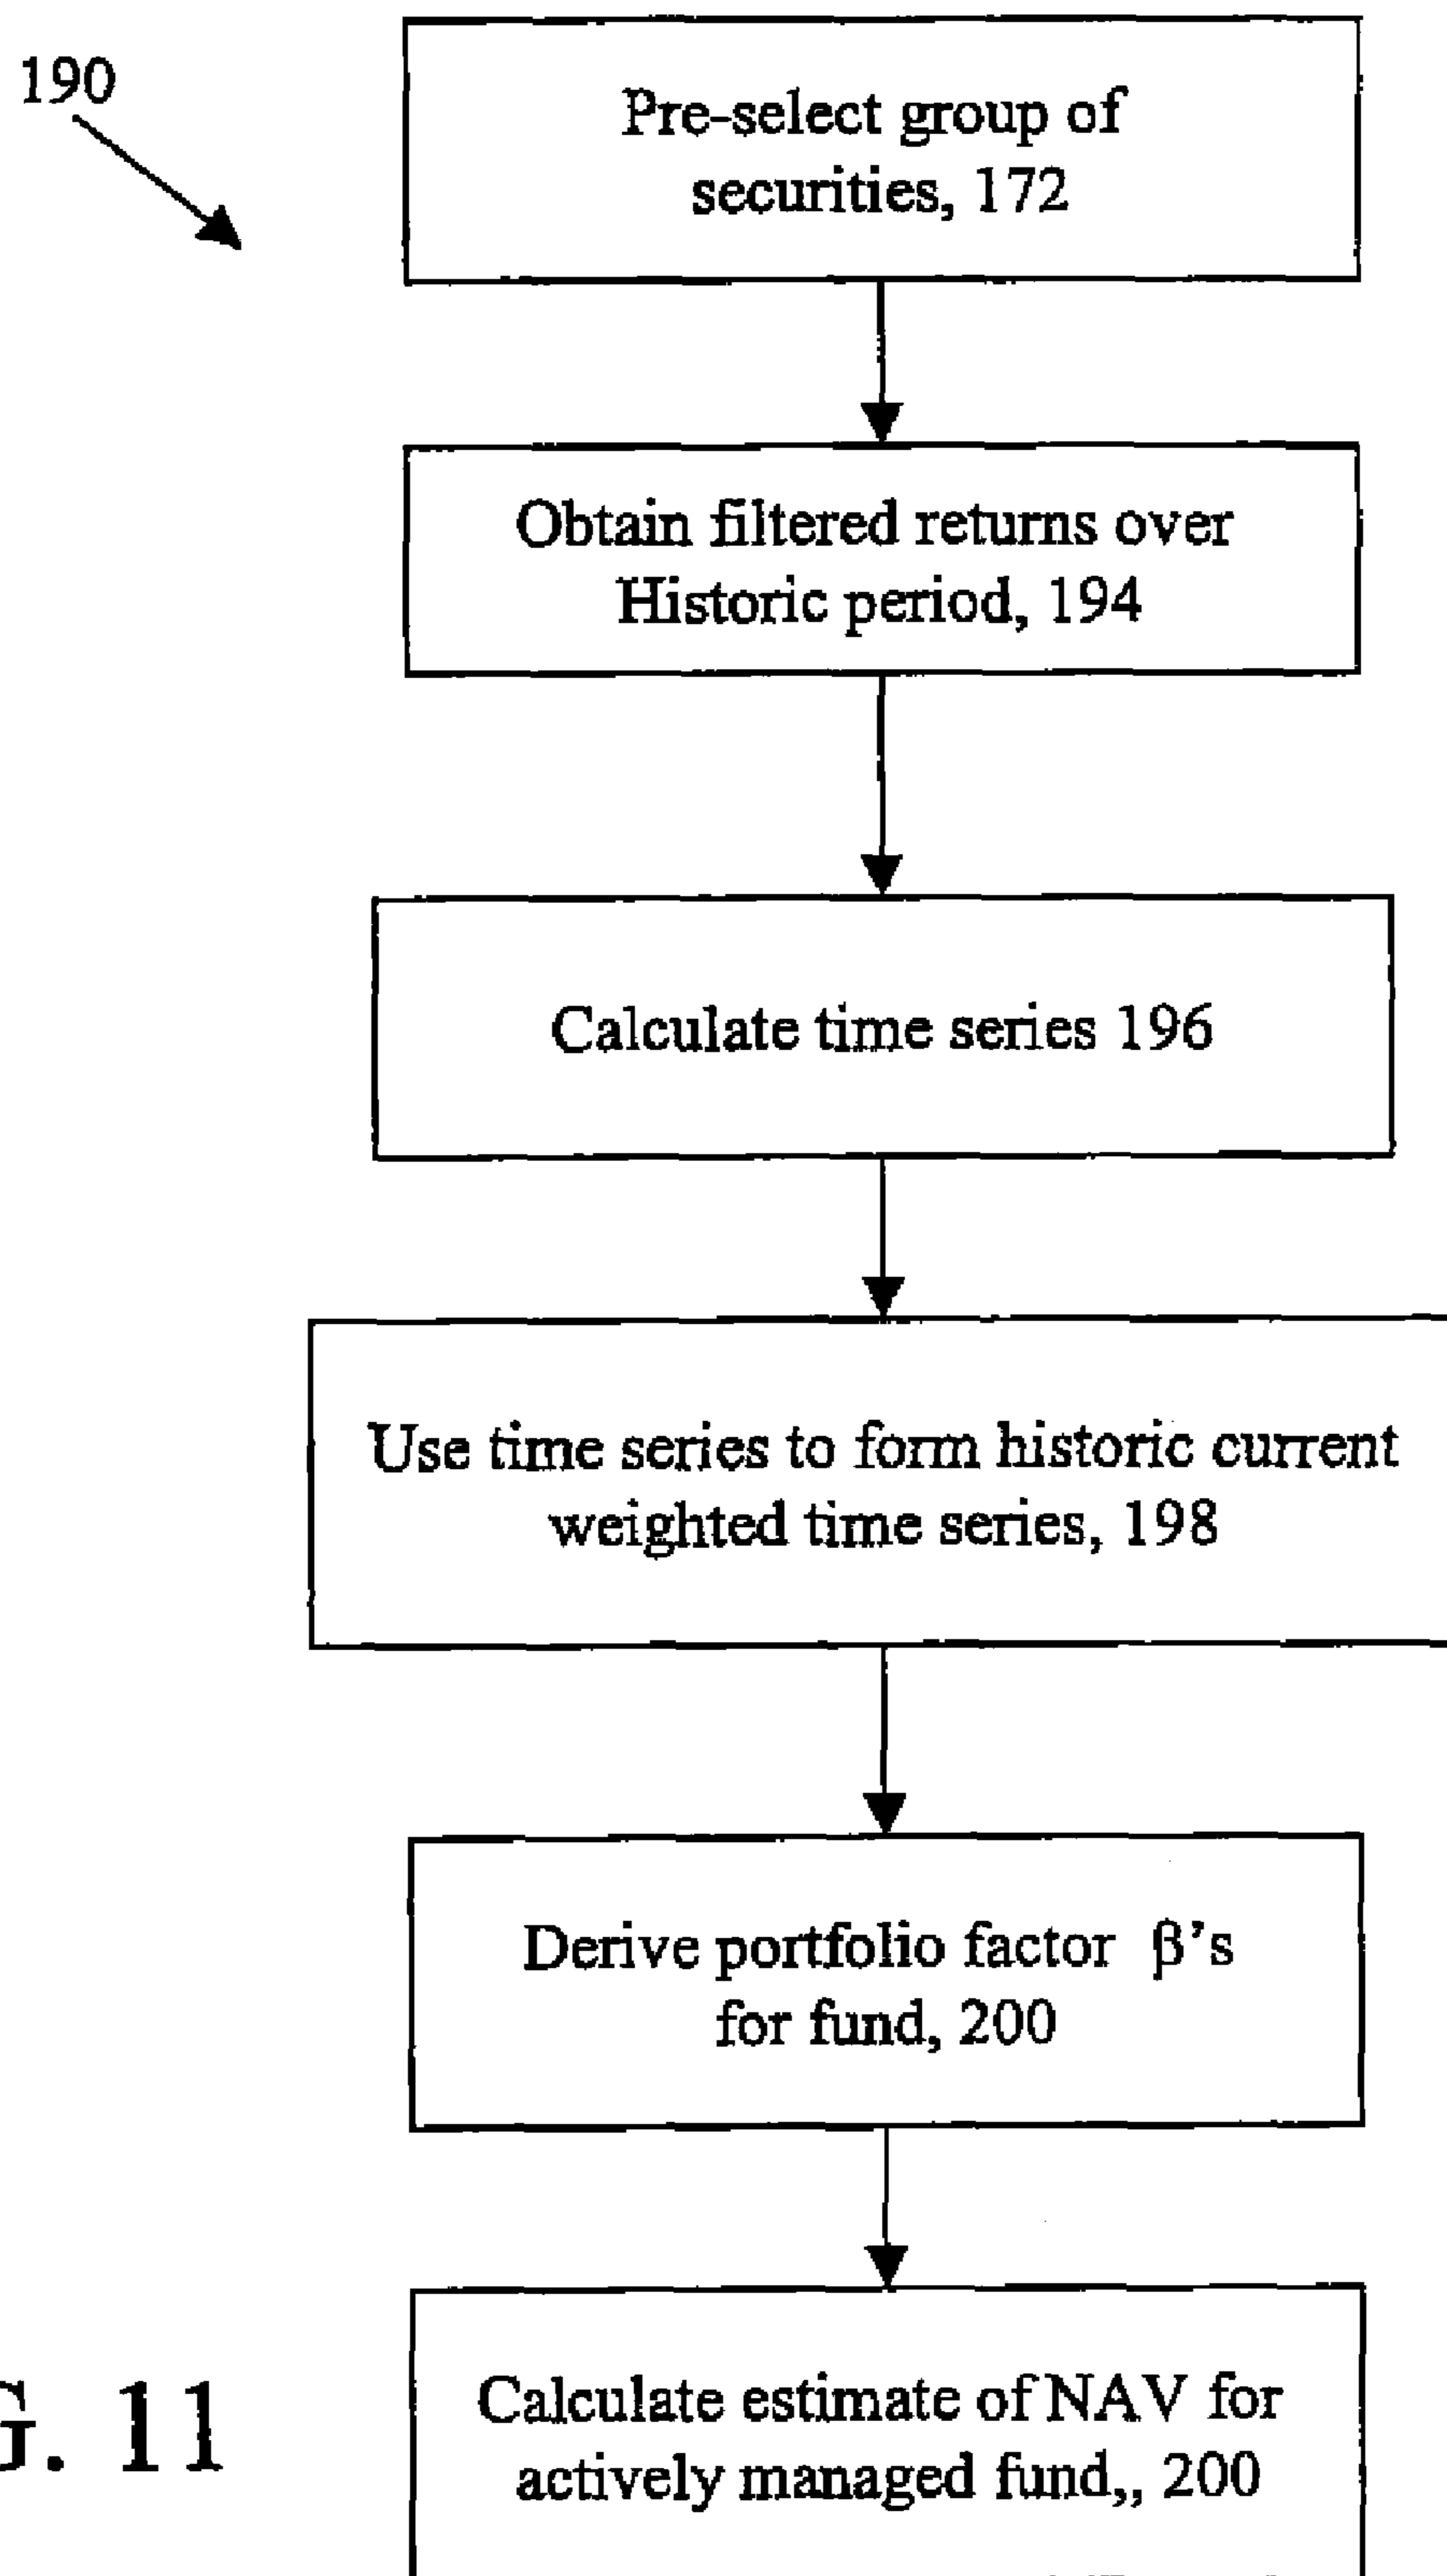 190
Pre-select group of
securities, 172
Obtain filtered returns over
Historic period, 194
Calculate time series 196
Use time series to form historic current
weighted time series, 198
Derive portfolio factor β's
for fund, 200
Calculate estimate of NAV for
actively managed fund,, 200
G. 11